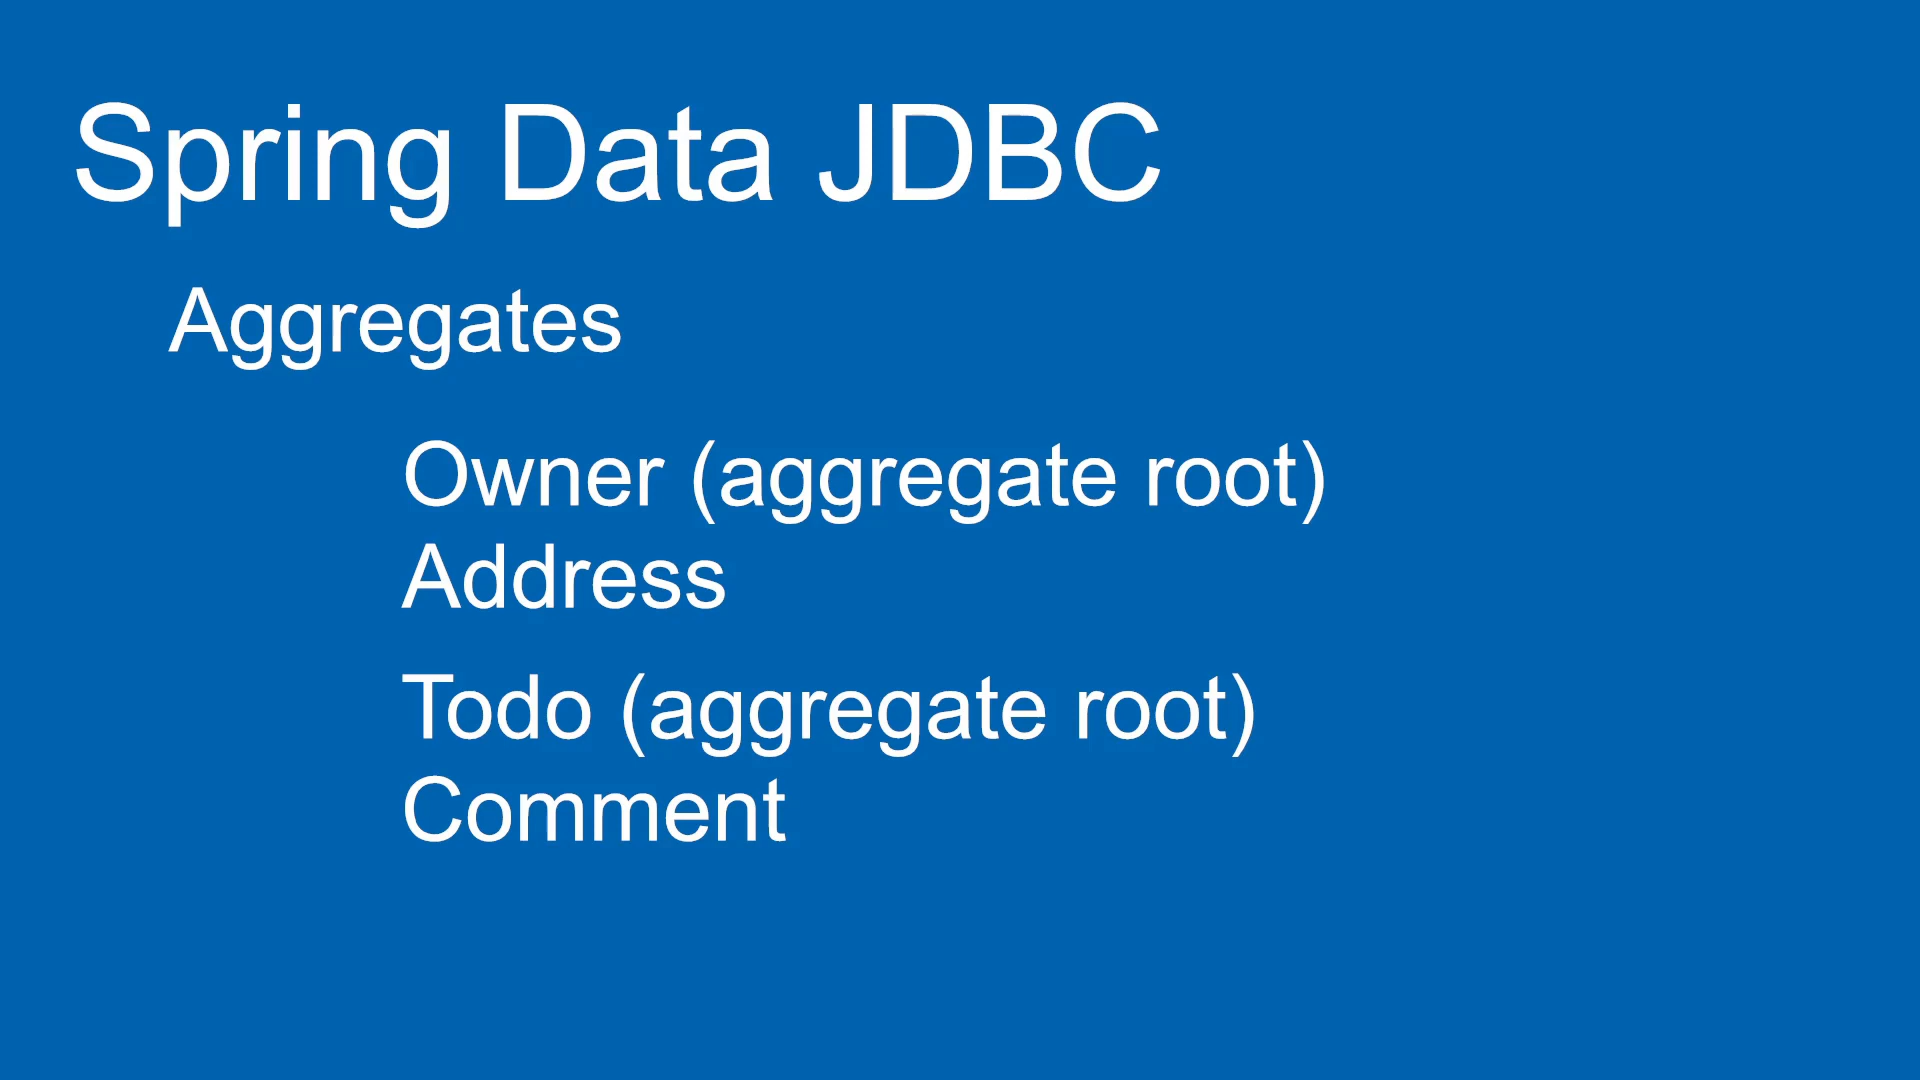 Spring Data JDBC
Aggregates
Owner (aggregate root)
Address
Todo (aggregate root)
Comment